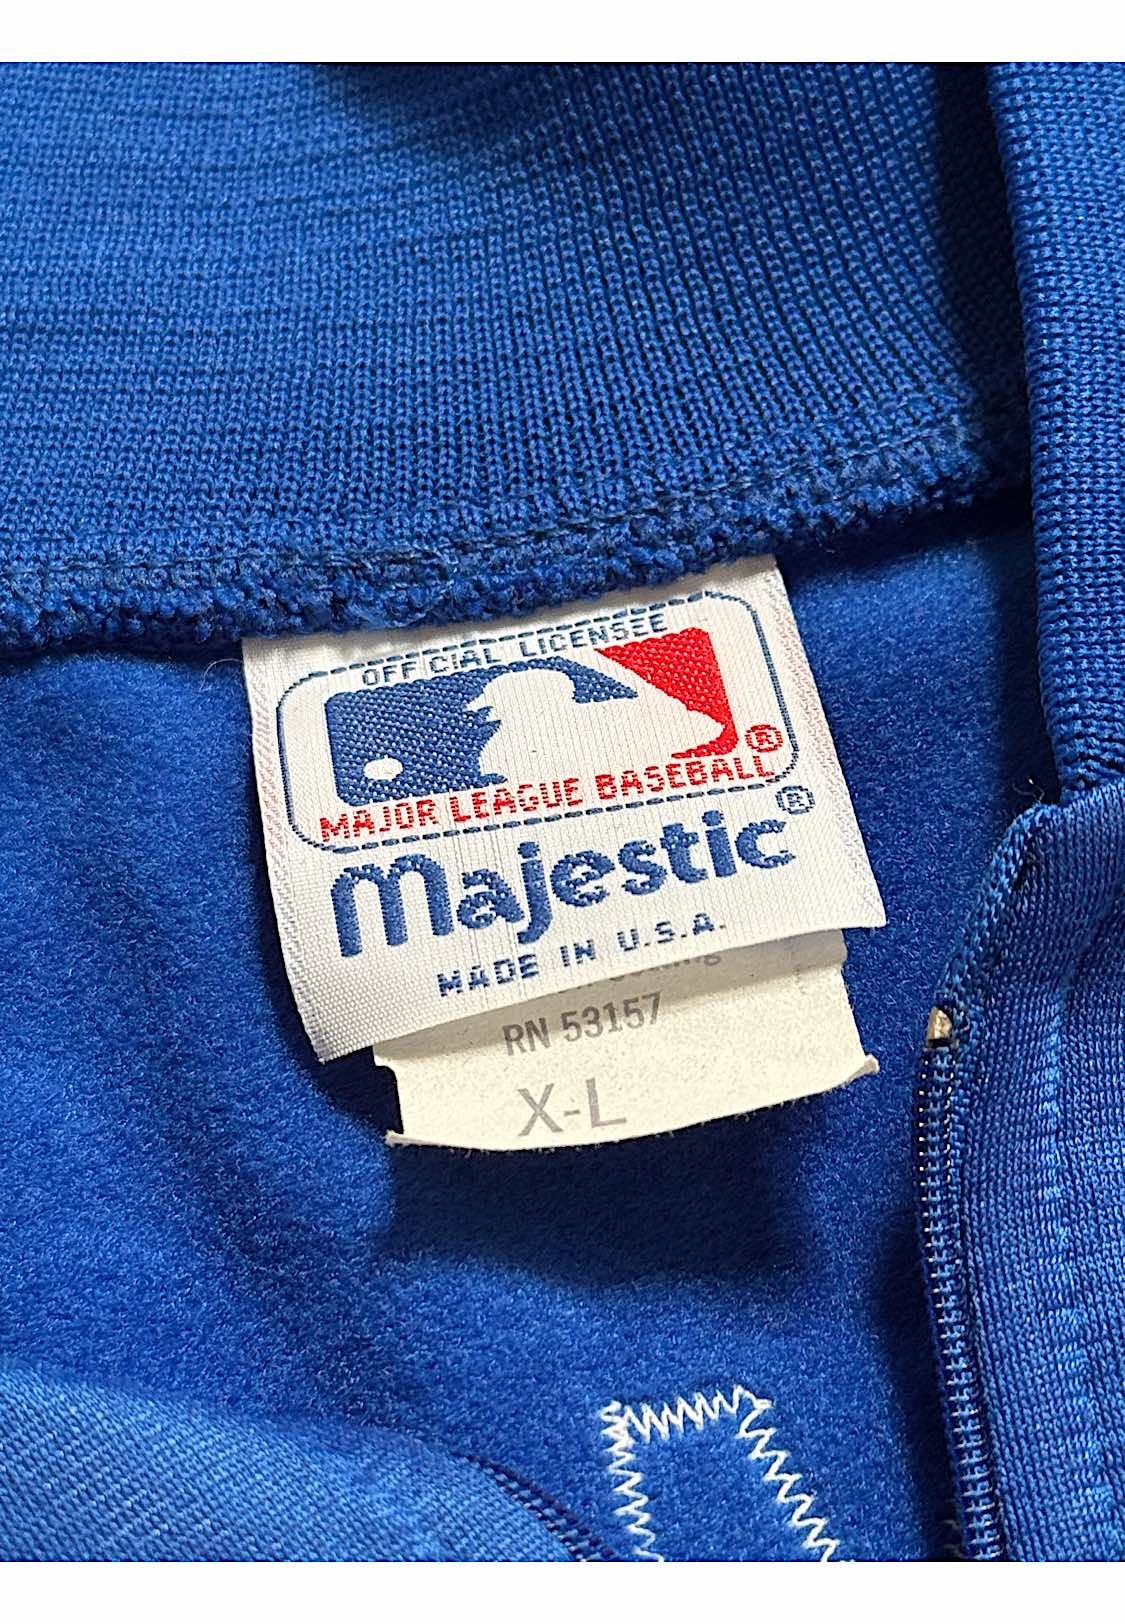 OFFICIAL LICENSEE
MAJOR LEAGUE BASEBALL ®
Majestic ®
MADE IN U.S.A.
RN 53157
X-L